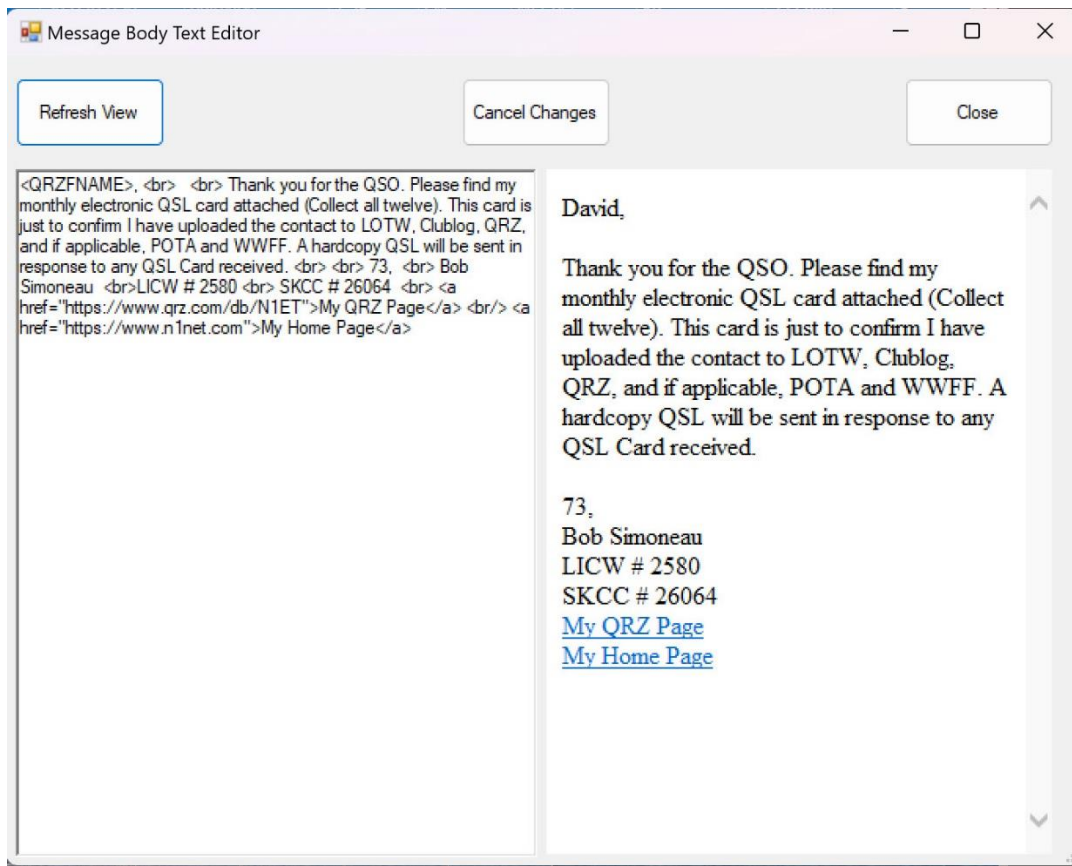 Message Body Text Editor
Refresh View
Cancel Changes
Close
<QRZFNAME>, <br>   <br> Thank you for the QSO. Please find my
monthly electronic QSL card attached (Collect all twelve). This card is
just to confirm I have uploaded the contact to LOTW, Clublog, QRZ,
and if applicable, POTA and WWFF. A hardcopy QSL will be sent in
response to any QSL Card received. <br> <br> 73,  <br> Bob
Simoneau  <br>LICW # 2580 <br> SKCC # 26064  <br> <a
href="https://www.qrz.com/db/N1ET">My QRZ Page</a> <br/> <a
href="https://www.n1net.com">My Home Page</a>
David,
Thank you for the QSO. Please find my
monthly electronic QSL card attached (Collect
all twelve). This card is just to confirm I have
uploaded the contact to LOTW, Clublog,
QRZ, and if applicable, POTA and WWFF. A
hardcopy QSL will be sent in response to any
QSL Card received.
73,
Bob Simoneau
LICW # 2580
SKCC # 26064
My QRZ Page
My Home Page